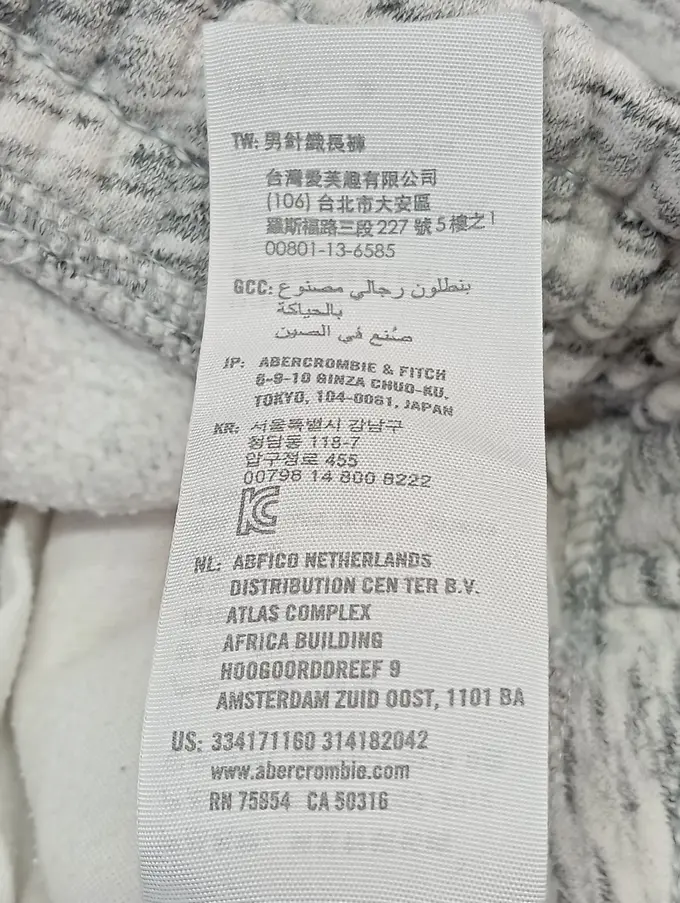 TW: 男針織長褲
台灣愛芙趣有限公司
(106) 台北市大安區
羅斯福路三段 227 號 5 樓之1
00801-13-6585
GCC: بنطلون رجالي مصنوع
بالحياكة
صُنع في الصين
JP: ABERCROMBIE & FITCH
6-9-10 GINZA CHUO-KU,
TOKYO, 104-0061, JAPAN
KR: 서울특별시 강남구
청담동 118-7
압구정로 455
00798 14 800 8222
NL: ABFICO NETHERLANDS
DISTRIBUTION CEN TER B.V.
ATLAS COMPLEX
AFRICA BUILDING
HOOGOORDDREEF 9
AMSTERDAM ZUID OOST, 1101 BA
US: 334171160 314182042
www.abercrombie.com
RN 75654 CA 50316